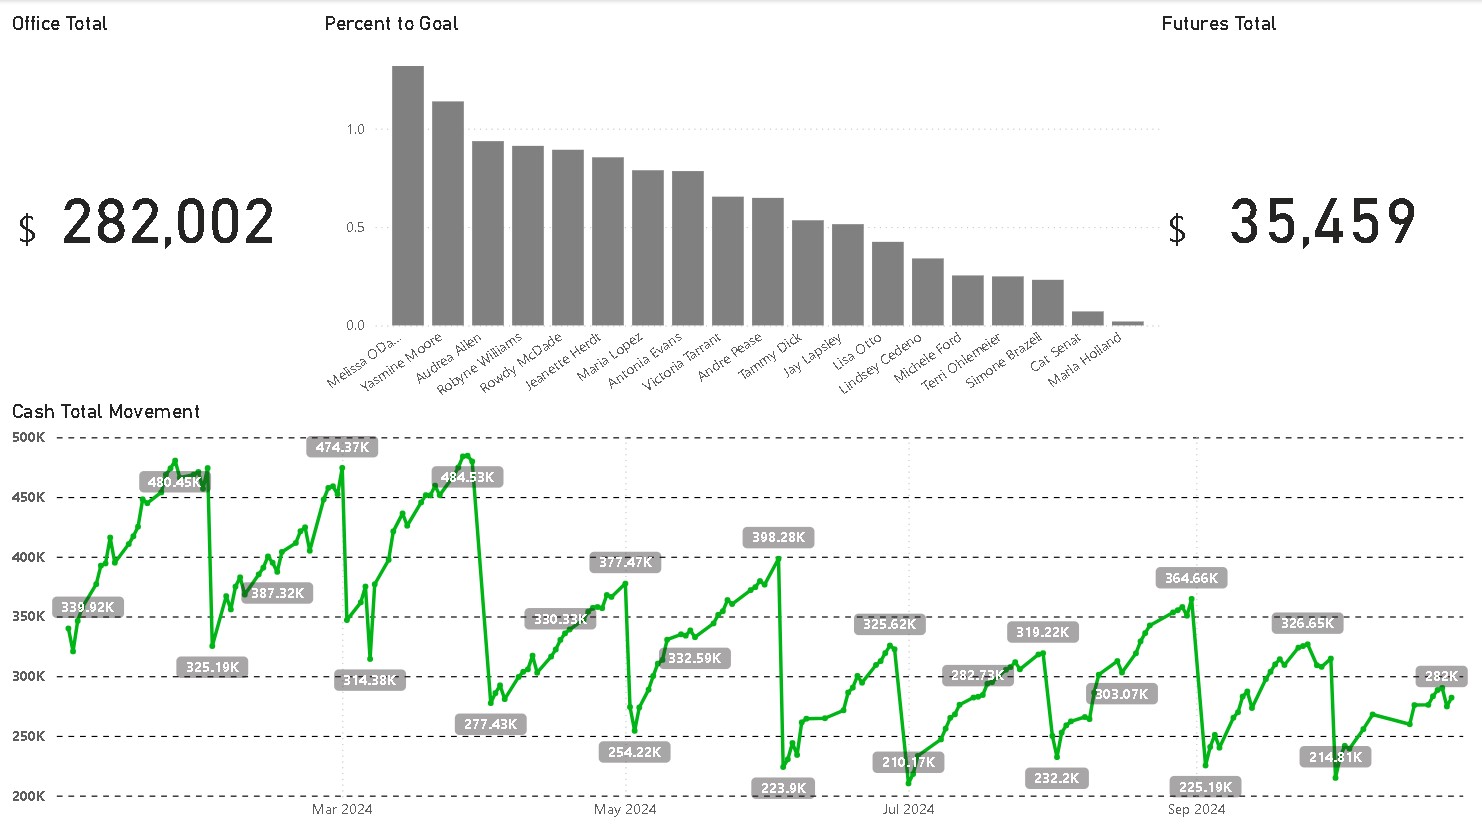 Office Total
Percent to Goal
Futures Total
1.0
0.5
0.0
$ 282,002
$ 35,459
Melissa ODa...
Yasmine Moore
Audrea Allen
Robyne Williams
Rowdy McDade
Jeanette Herdt
Maria Lopez
Antonia Evans
Victoria Tarrant
Andre Pease
Tammy Dick
Jay Lapsley
Lisa Otto
Lindsey Cedeno
Michele Ford
Terri Ohlemeier
Simone Brazell
Cat Senat
Marla Holland
Cash Total Movement
500K
450K
400K
350K
300K
250K
200K
339.92K
480.45K
325.19K
387.32K
474.37K
314.38K
484.53K
277.43K
330.33K
377.47K
254.22K
332.59K
398.28K
223.9K
325.62K
210.17K
282.73K
319.22K
232.2K
303.07K
364.66K
225.19K
326.65K
214.81K
282K
Mar 2024
May 2024
Jul 2024
Sep 2024